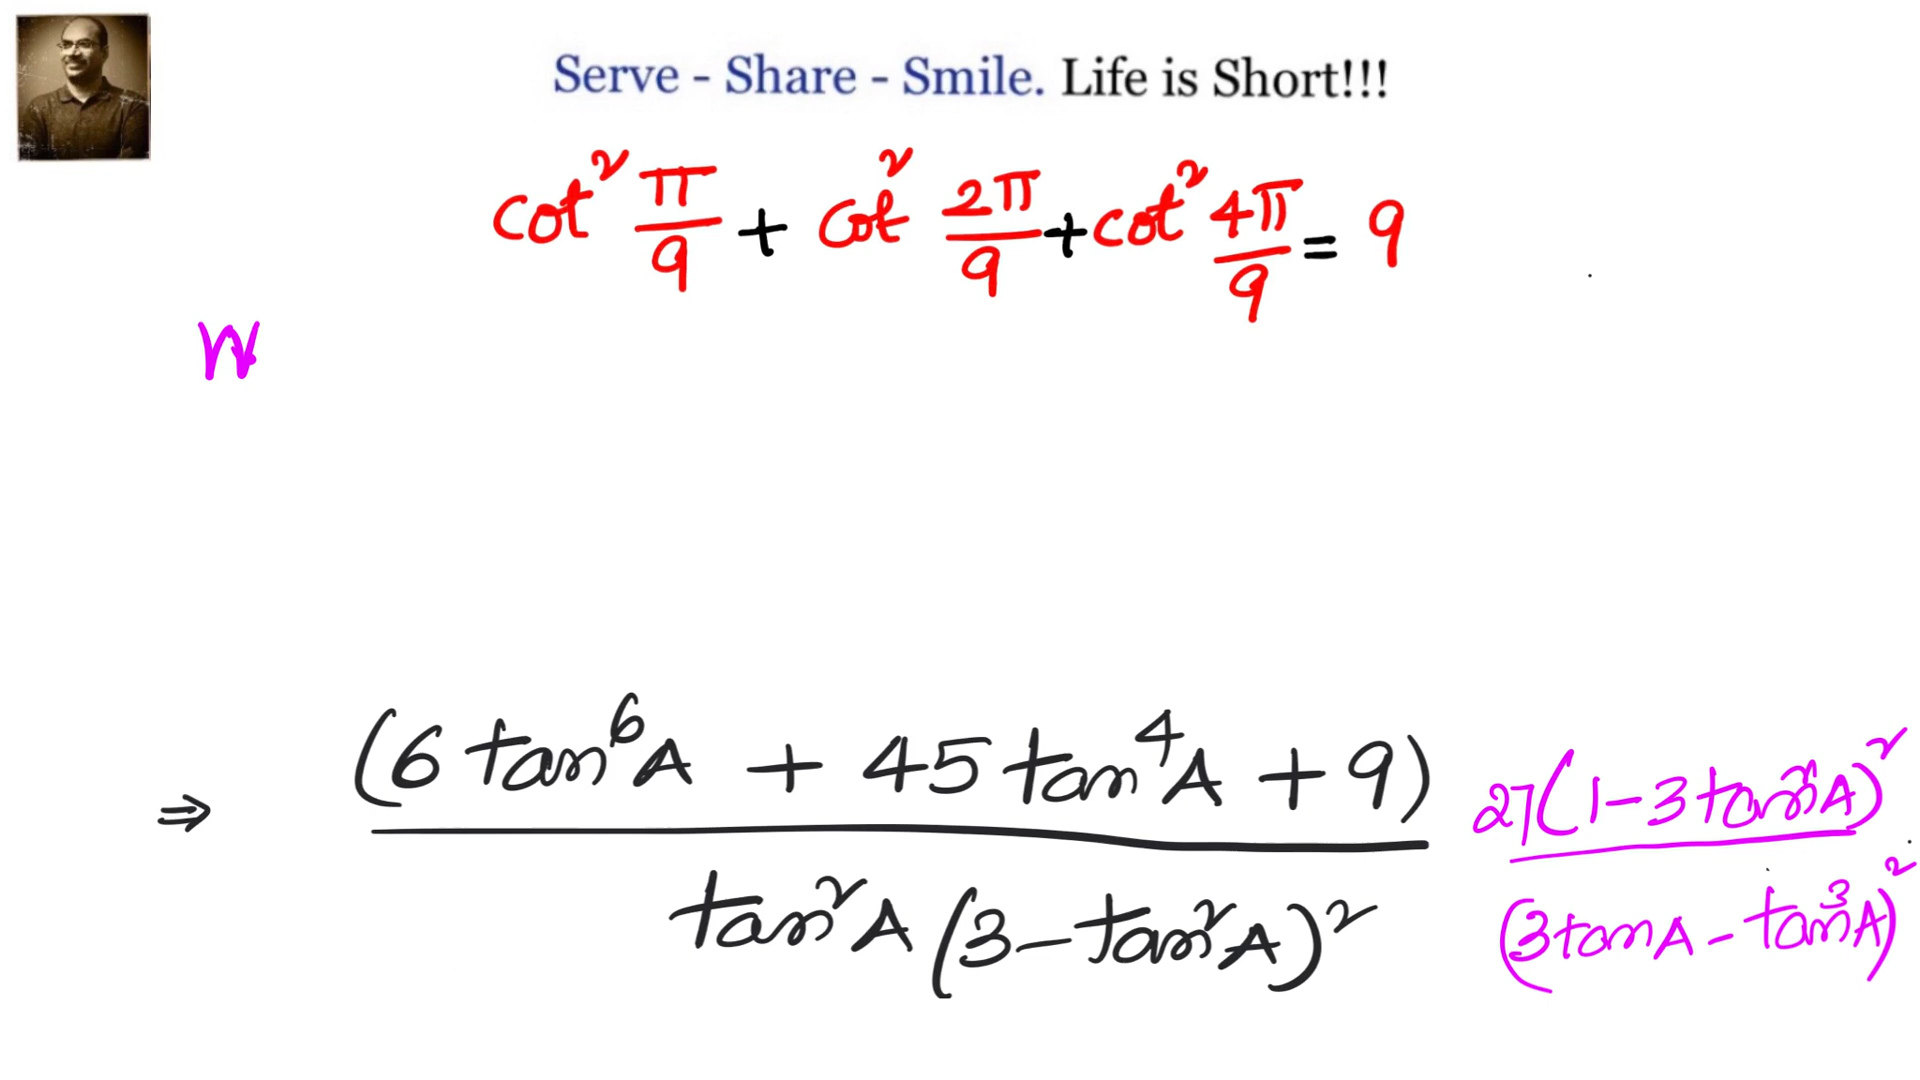 Serve - Share - Smile. Life is Short!!!
cot² π/9 + cot² 2π/9 + cot² 4π/9 = 9
⇒ (6 tan⁶A + 45 tan⁴A + 9) / tan²A (3 - tan²A)² 27(1 - 3tan²A)² / (3tanA - tan³A)²